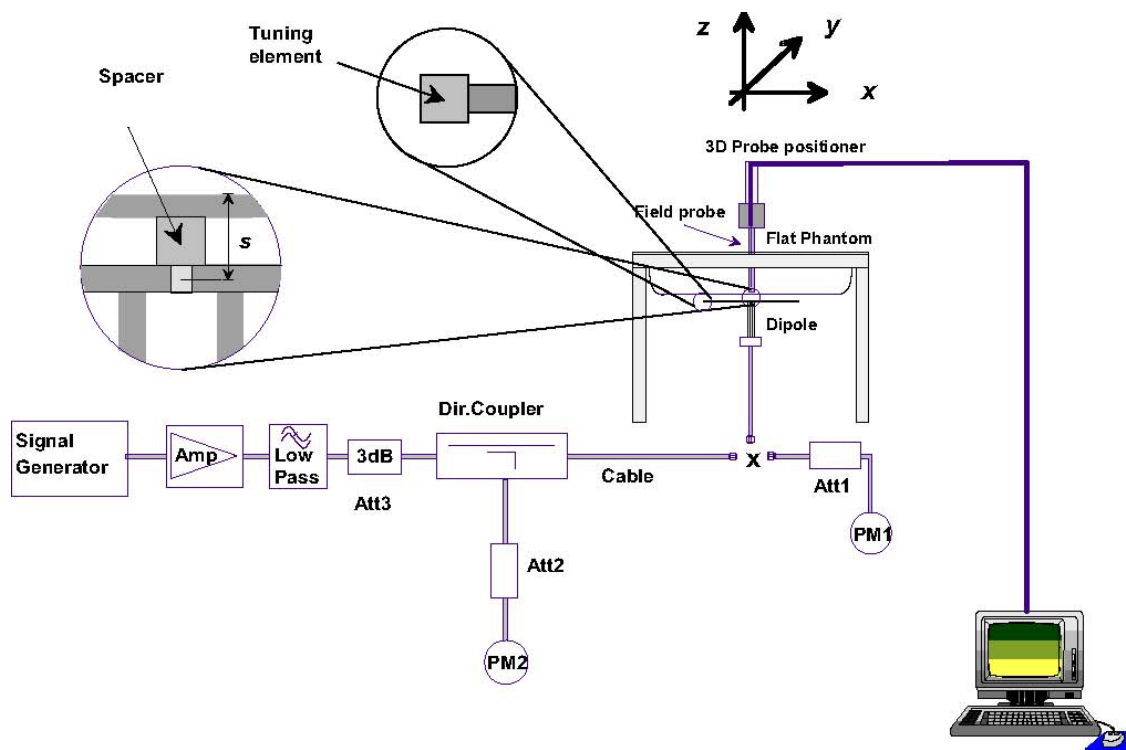 Tuning
element
Spacer
z
y
x
3D Probe positioner
Field probe
Flat Phantom
s
Dipole
Dir.Coupler
Signal
Generator
Amp
Low
Pass
3dB
Att3
Cable
x
Att1
PM1
Att2
PM2